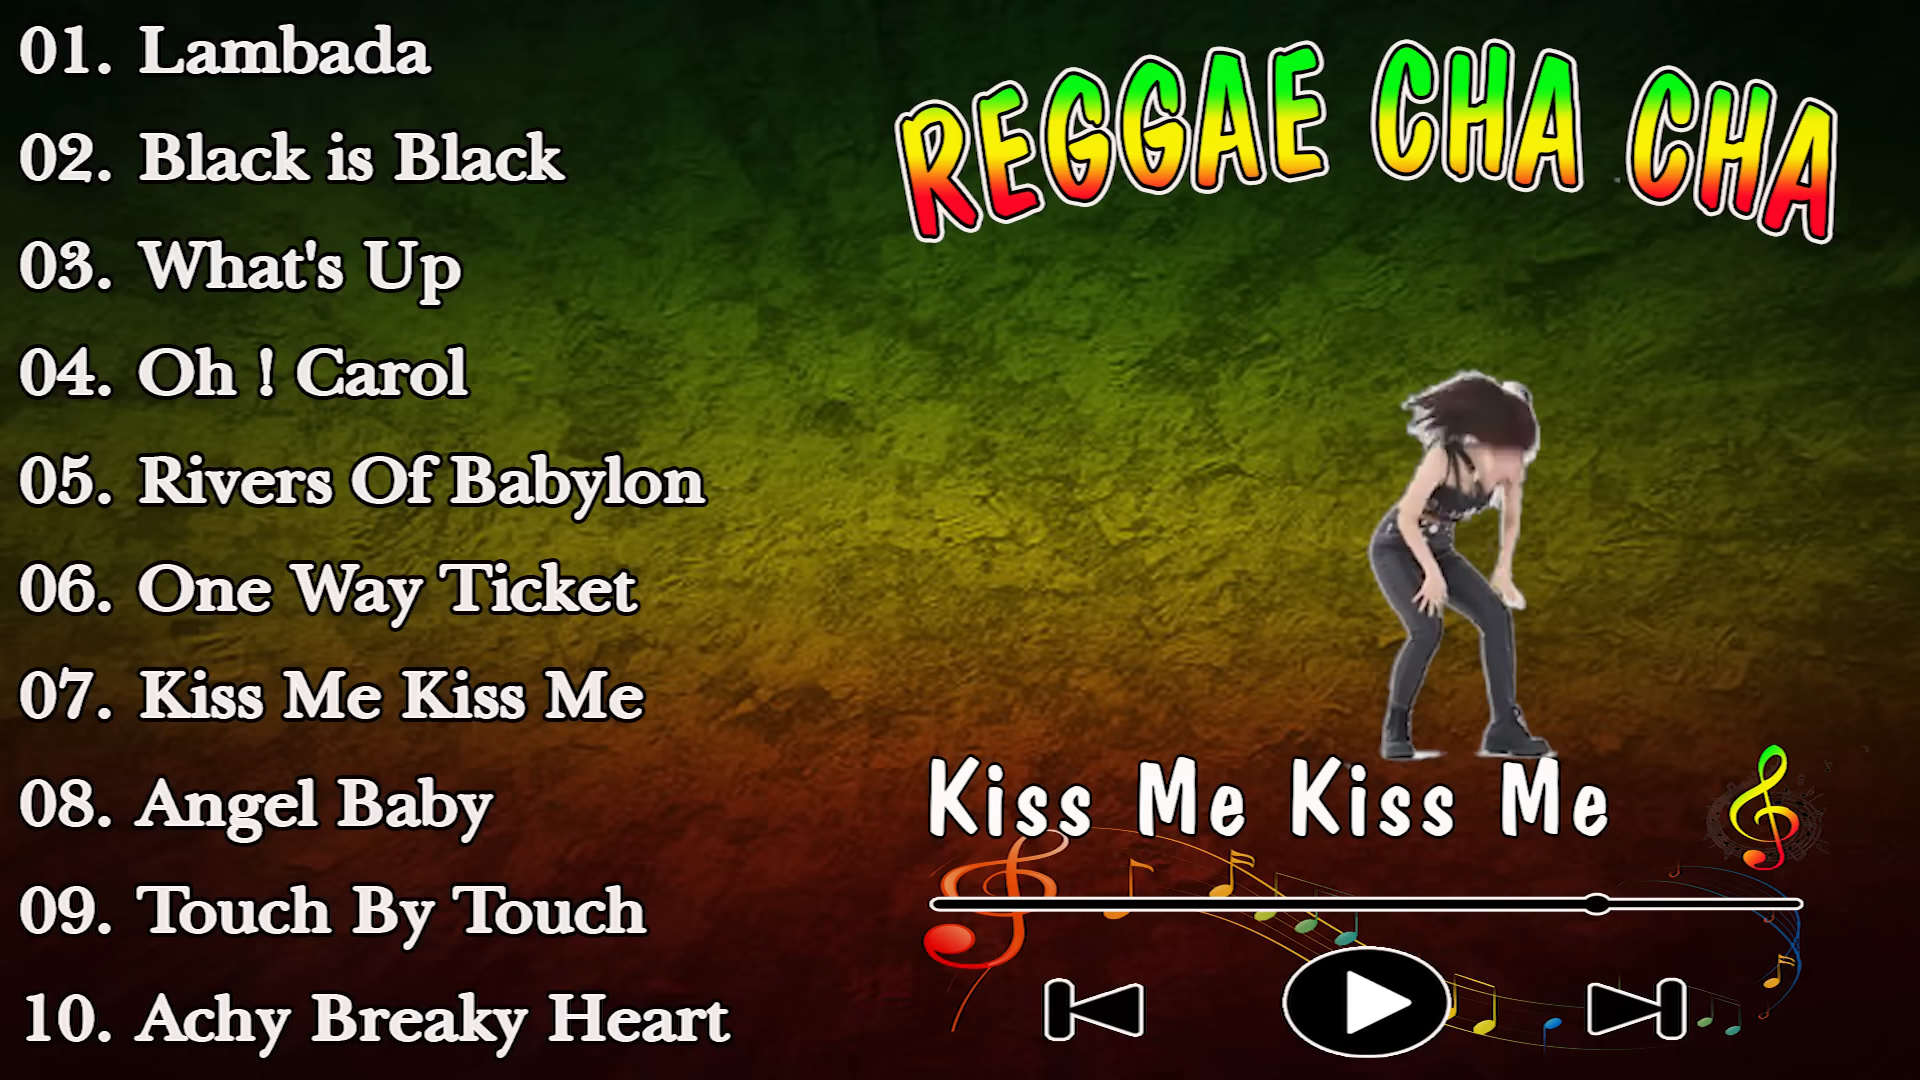 01. Lambada
02. Black is Black
03. What's Up
04. Oh ! Carol
05. Rivers Of Babylon
06. One Way Ticket
07. Kiss Me Kiss Me
08. Angel Baby
09. Touch By Touch
10. Achy Breaky Heart
REGGAE CHA CHA
Kiss Me Kiss Me